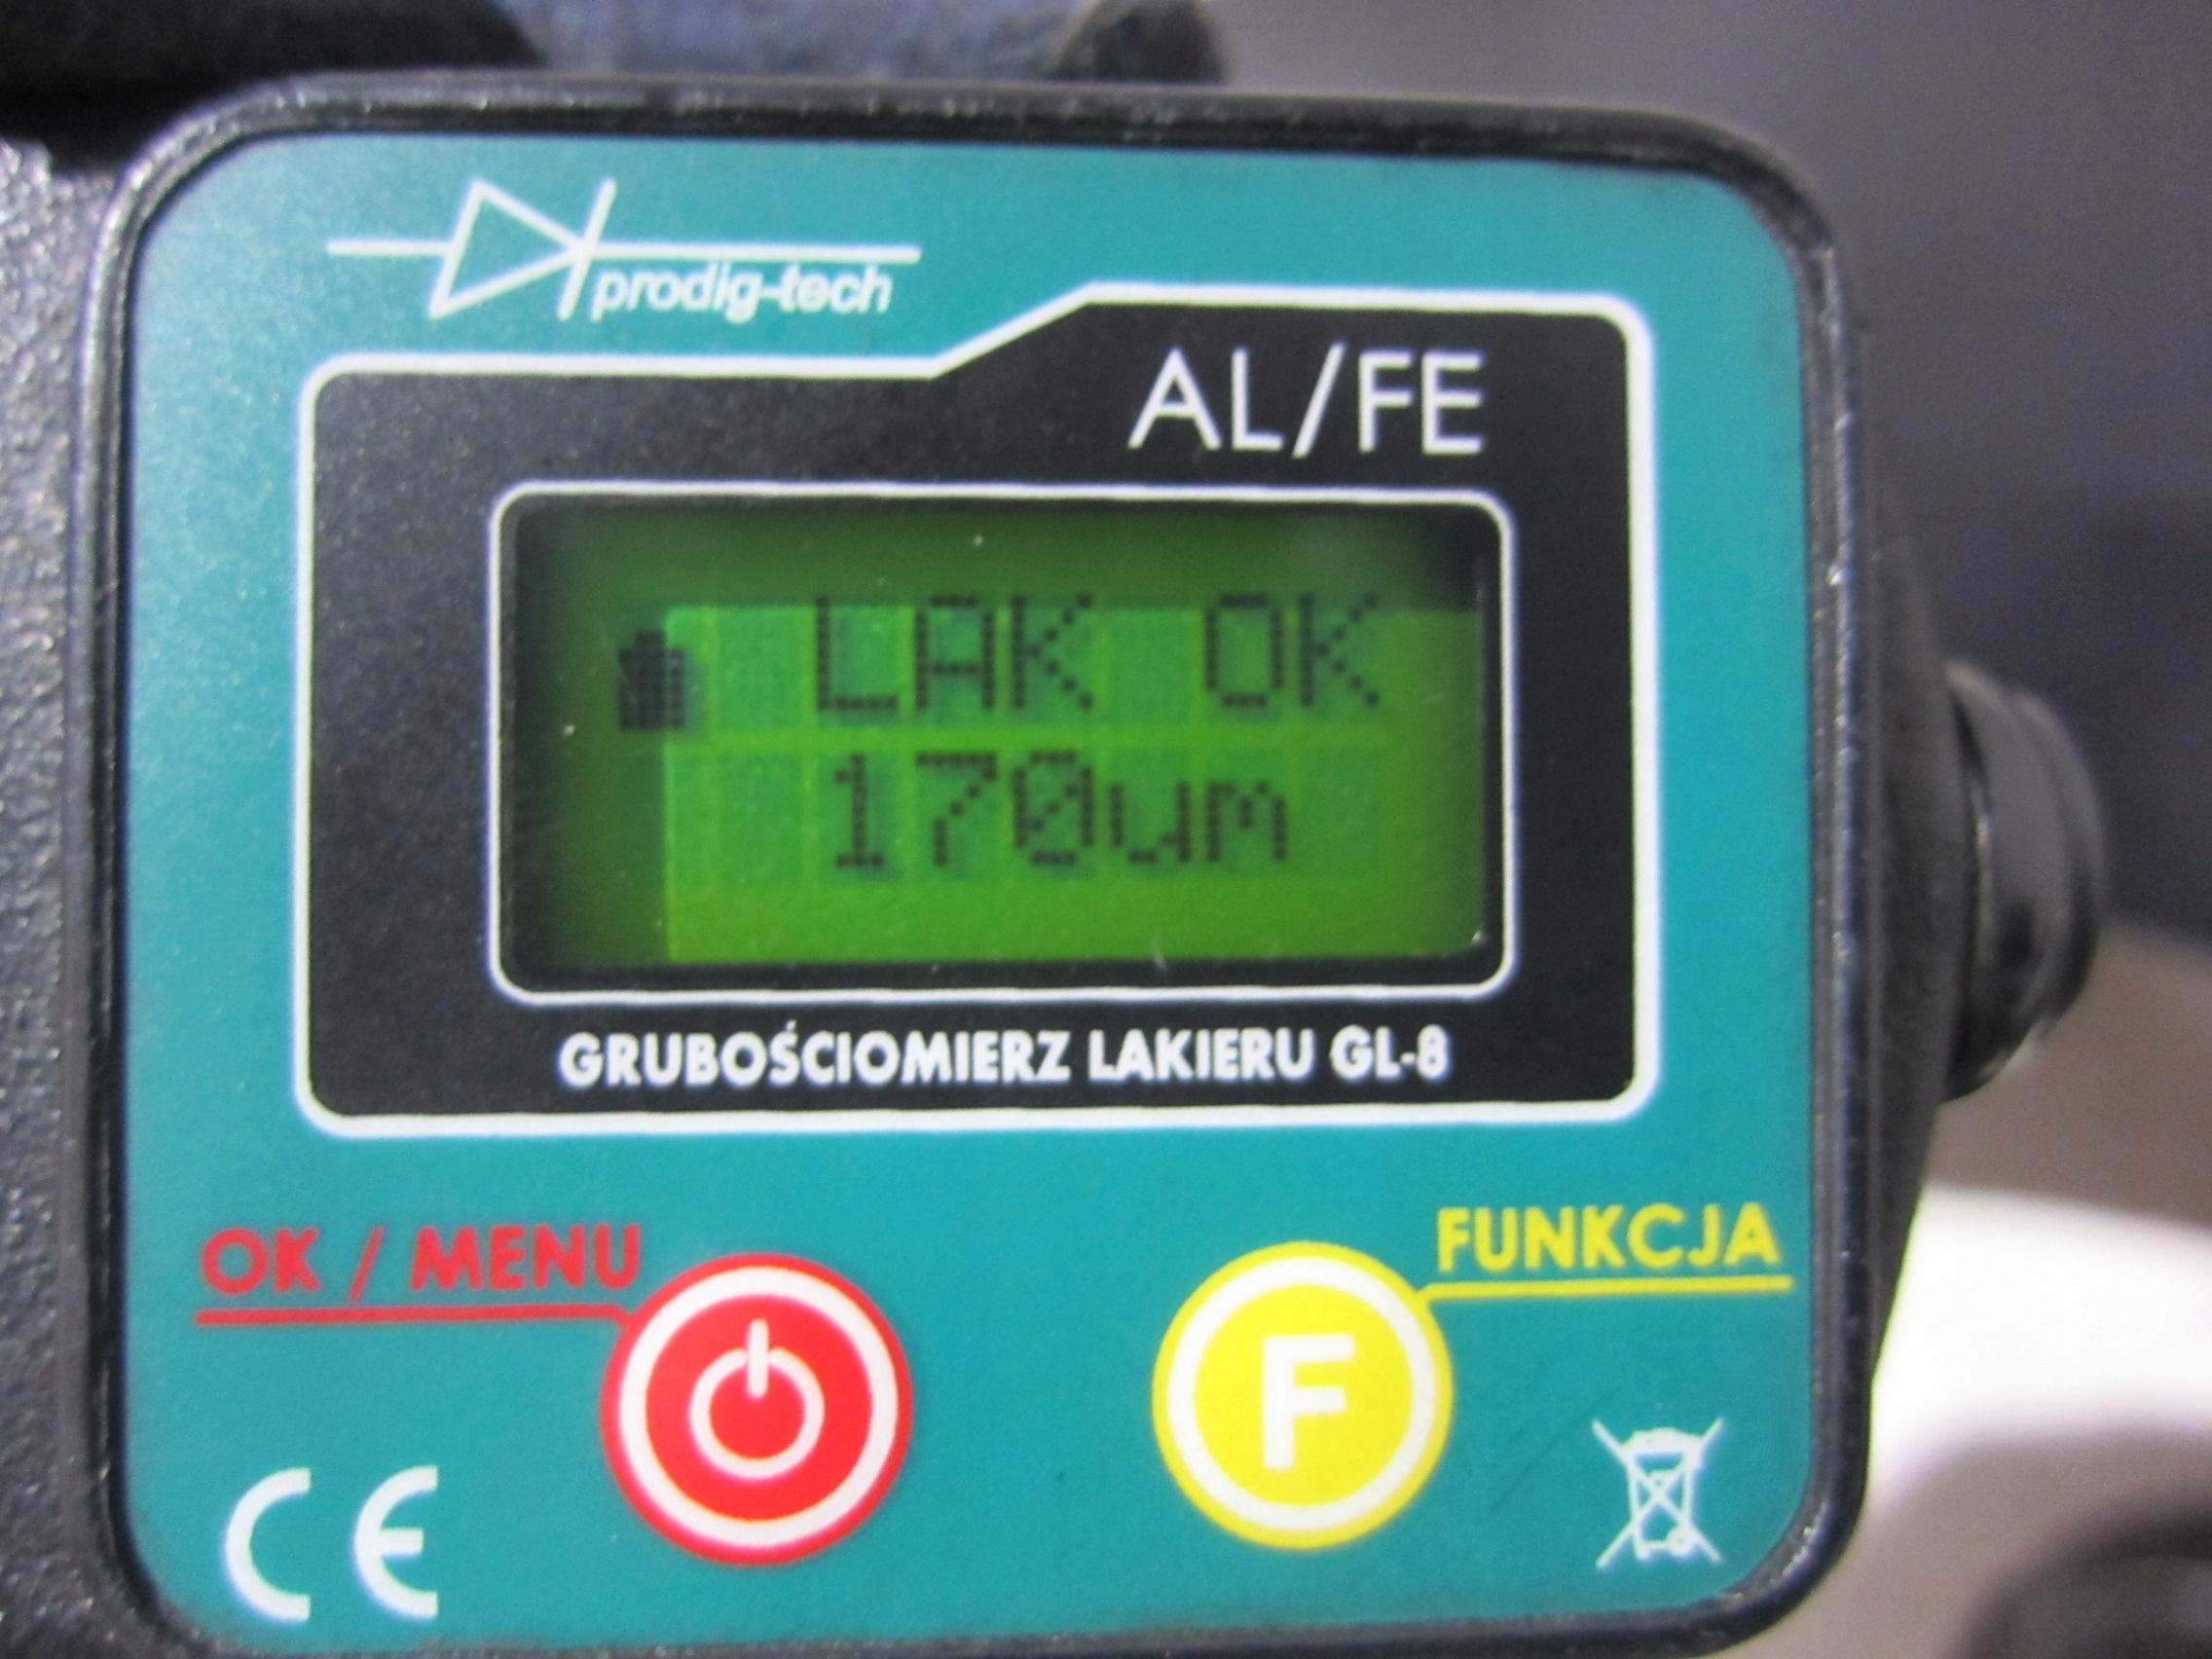 prodig-tech
AL/FE
LAK OK
170um
GRUBOŚCIOMIERZ LAKIERU GL-8
OK / MENU
FUNKCJA
F
CE